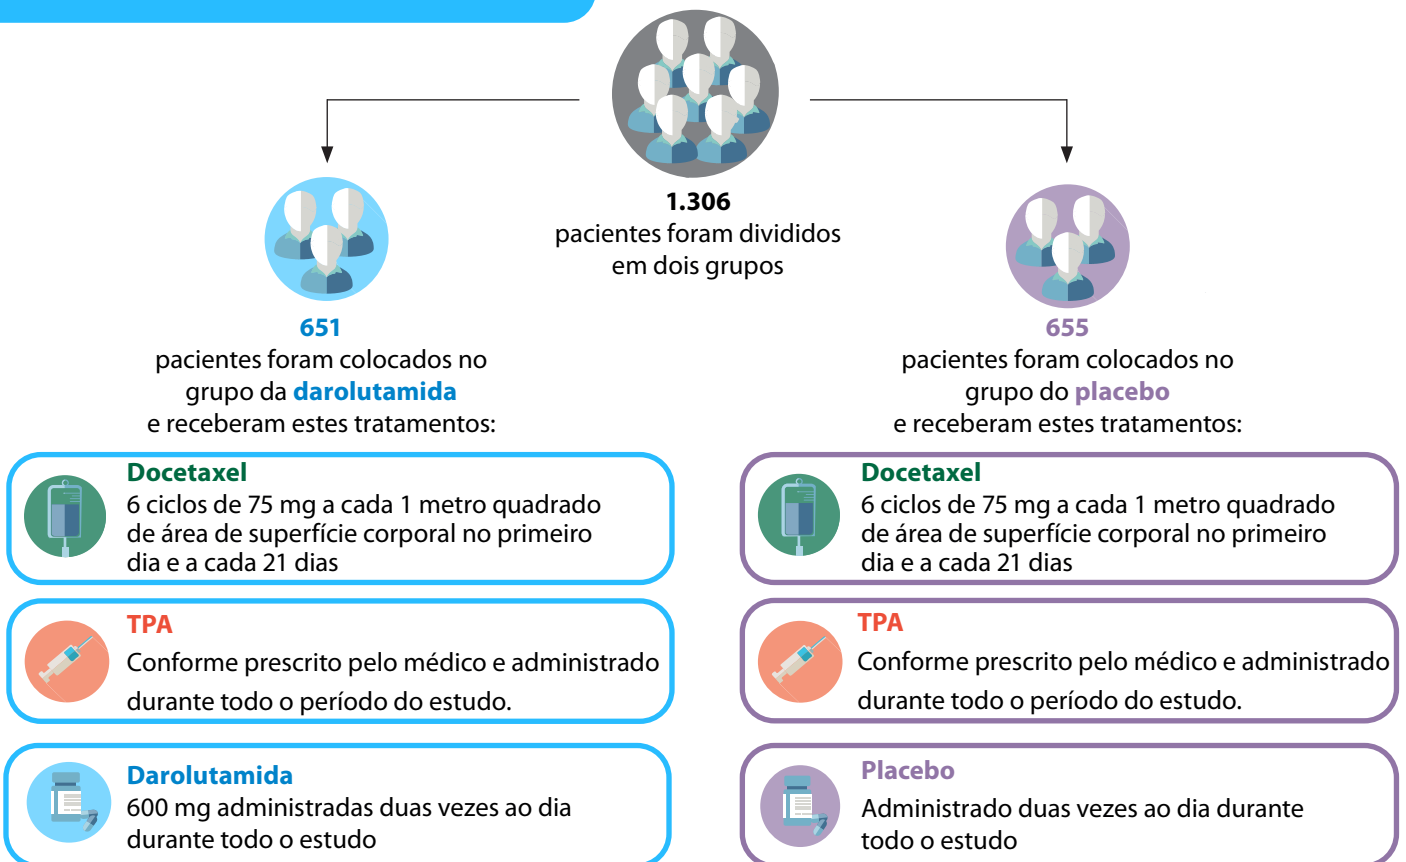 1.306
pacientes foram divididos
em dois grupos
651
pacientes foram colocados no
grupo da darolutamida
e receberam estes tratamentos:
Docetaxel
6 ciclos de 75 mg a cada 1 metro quadrado
de área de superfície corporal no primeiro
dia e a cada 21 dias
TPA
Conforme prescrito pelo médico e administrado
durante todo o período do estudo.
Darolutamida
600 mg administradas duas vezes ao dia
durante todo o estudo
655
pacientes foram colocados no
grupo do placebo
e receberam estes tratamentos:
Docetaxel
6 ciclos de 75 mg a cada 1 metro quadrado
de área de superfície corporal no primeiro
dia e a cada 21 dias
TPA
Conforme prescrito pelo médico e administrado
durante todo o período do estudo.
Placebo
Administrado duas vezes ao dia durante
todo o estudo